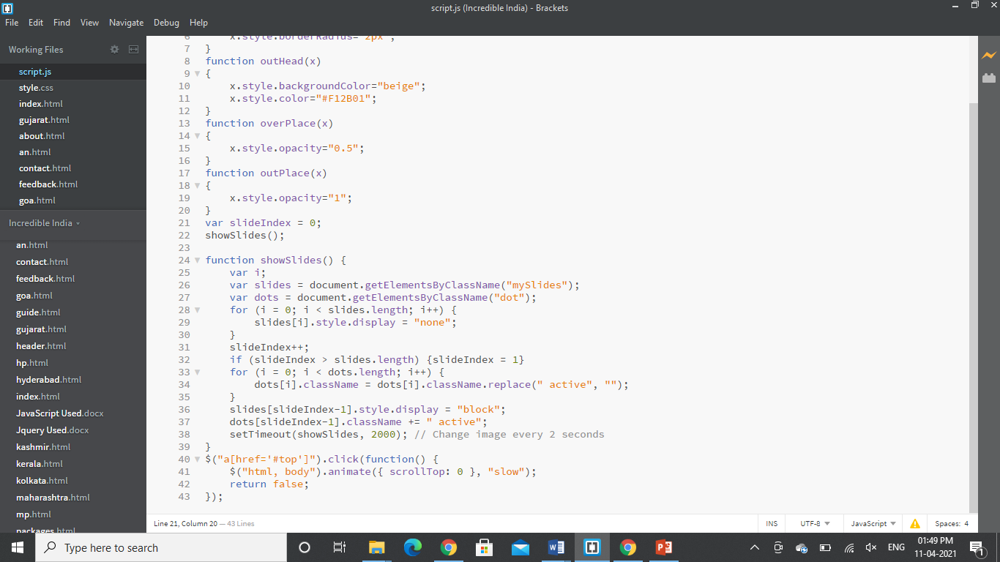 script.js (Incredible India) - Brackets
File Edit Find View Navigate Debug Help
Working Files
script.js
style.css
index.html
gujarat.html
about.html
an.html
contact.html
feedback.html
goa.html
Incredible India
an.html
contact.html
feedback.html
goa.html
guide.html
gujarat.html
header.html
hp.html
hyderabad.html
index.html
JavaScript Used.docx
Jquery Used.docx
kashmir.html
kerala.html
kolkata.html
maharashtra.html
mp.html
packages.html
6     x.style.borderRadius="2px";
7 }
8 function outHead(x)
9 {
10     x.style.backgroundColor="beige";
11     x.style.color="#F12B01";
12 }
13 function overPlace(x)
14 {
15     x.style.opacity="0.5";
16 }
17 function outPlace(x)
18 {
19     x.style.opacity="1";
20 }
21 var slideIndex = 0;
22 showSlides();
23
24 function showSlides() {
25     var i;
26     var slides = document.getElementsByClassName("mySlides");
27     var dots = document.getElementsByClassName("dot");
28     for (i = 0; i < slides.length; i++) {
29         slides[i].style.display = "none";
30     }
31     slideIndex++;
32     if (slideIndex > slides.length) {slideIndex = 1}
33     for (i = 0; i < dots.length; i++) {
34         dots[i].className = dots[i].className.replace(" active", "");
35     }
36     slides[slideIndex-1].style.display = "block";
37     dots[slideIndex-1].className += " active";
38     setTimeout(showSlides, 2000); // Change image every 2 seconds
39 }
40 $("a[href='#top']").click(function() {
41     $("html, body").animate({ scrollTop: 0 }, "slow");
42     return false;
43 });
Line 21, Column 20 — 43 Lines
INS UTF-8 JavaScript Spaces: 4
Type here to search
ENG
01:49 PM
11-04-2021
1